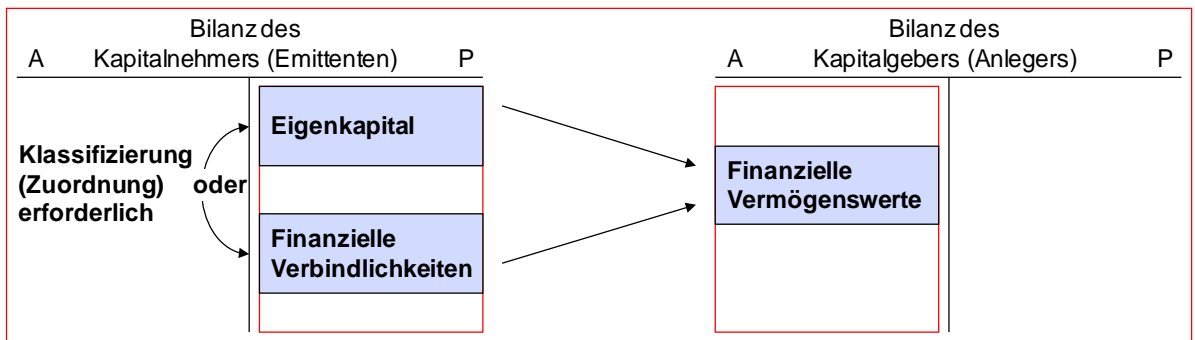 Bilanz des
A Kapitalnehmers (Emittenten) P
Eigenkapital
Klassifizierung
(Zuordnung) oder
erforderlich
Finanzielle
Verbindlichkeiten
Bilanz des
A Kapitalgebers (Anlegers) P
Finanzielle
Vermögenswerte